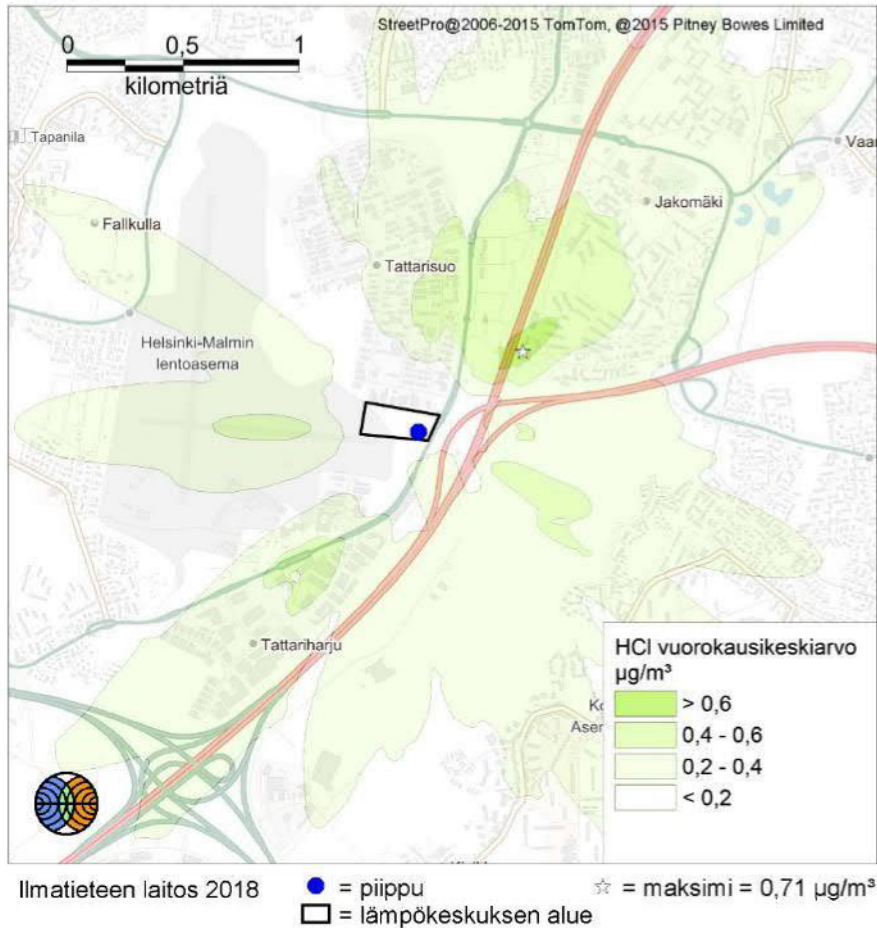 StreetPro@2006-2015 TomTom, @2015 Pitney Bowes Limited
0 0,5 1
kilometriä
Tapanila
Vaar
Jakomäki
Fallkulla
Tattarisuo
Helsinki-Malmin
lentoasema
Tattariharju
HCl vuorokausikeskiarvo
µg/m³
> 0,6
0,4 - 0,6
0,2 - 0,4
< 0,2
Aser
Ilmatieteen laitos 2018
= piippu
☆ = maksimi = 0,71 µg/m³
= lämpökeskuksen alue